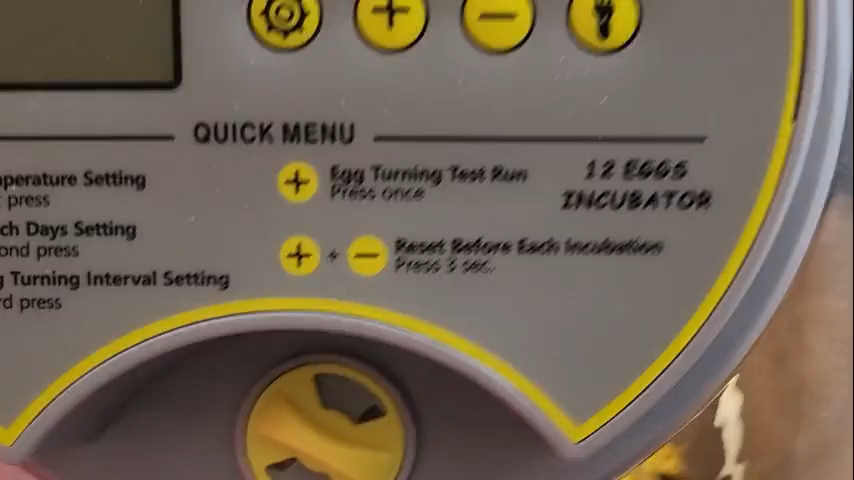 QUICK MENU
perature Setting
press
ch Days Setting
ond press
g Turning Interval Setting
rd press
Egg Turning Test Run
Press once
Reset Before Each Incubation
Press 3 sec.
12 EGGS
INCUBATOR